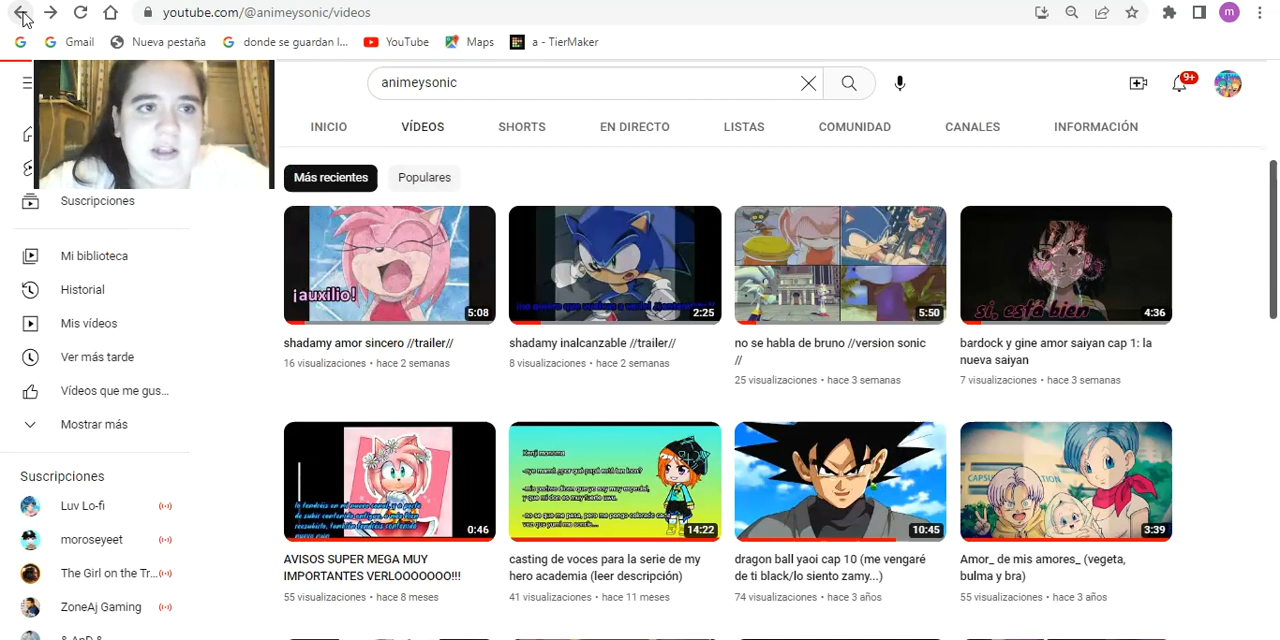 youtube.com/@animeysonic/videos
m
Gmail
Nueva pestaña
donde se guardan l...
YouTube
Maps
a - TierMaker
animeysonic
9+
INICIO
VÍDEOS
SHORTS
EN DIRECTO
LISTAS
COMUNIDAD
CANALES
INFORMACIÓN
Más recientes
Populares
Suscripciones
Mi biblioteca
Historial
Mis vídeos
Ver más tarde
Vídeos que me gus...
Mostrar más
Suscripciones
Luv Lo-fi
moroseyeet
The Girl on the Tr...
ZoneAj Gaming
¡auxilio!
5:08
shadamy amor sincero //trailer//
16 visualizaciones • hace 2 semanas
2:25
shadamy inalcanzable //trailer//
8 visualizaciones • hace 2 semanas
5:50
no se habla de bruno //version sonic
//
25 visualizaciones • hace 3 semanas
si, está bien
4:36
bardock y gine amor saiyan cap 1: la
nueva saiyan
7 visualizaciones • hace 3 semanas
0:46
AVISOS SUPER MEGA MUY
IMPORTANTES VERLOOOOOOO!!!
55 visualizaciones • hace 8 meses
14:22
casting de voces para la serie de my
hero academia (leer descripción)
41 visualizaciones • hace 11 meses
10:45
dragon ball yaoi cap 10 (me vengaré
de ti black/lo siento zamy...)
74 visualizaciones • hace 3 años
CAPSU
3:39
Amor_ de mis amores_ (vegeta,
bulma y bra)
55 visualizaciones • hace 3 años